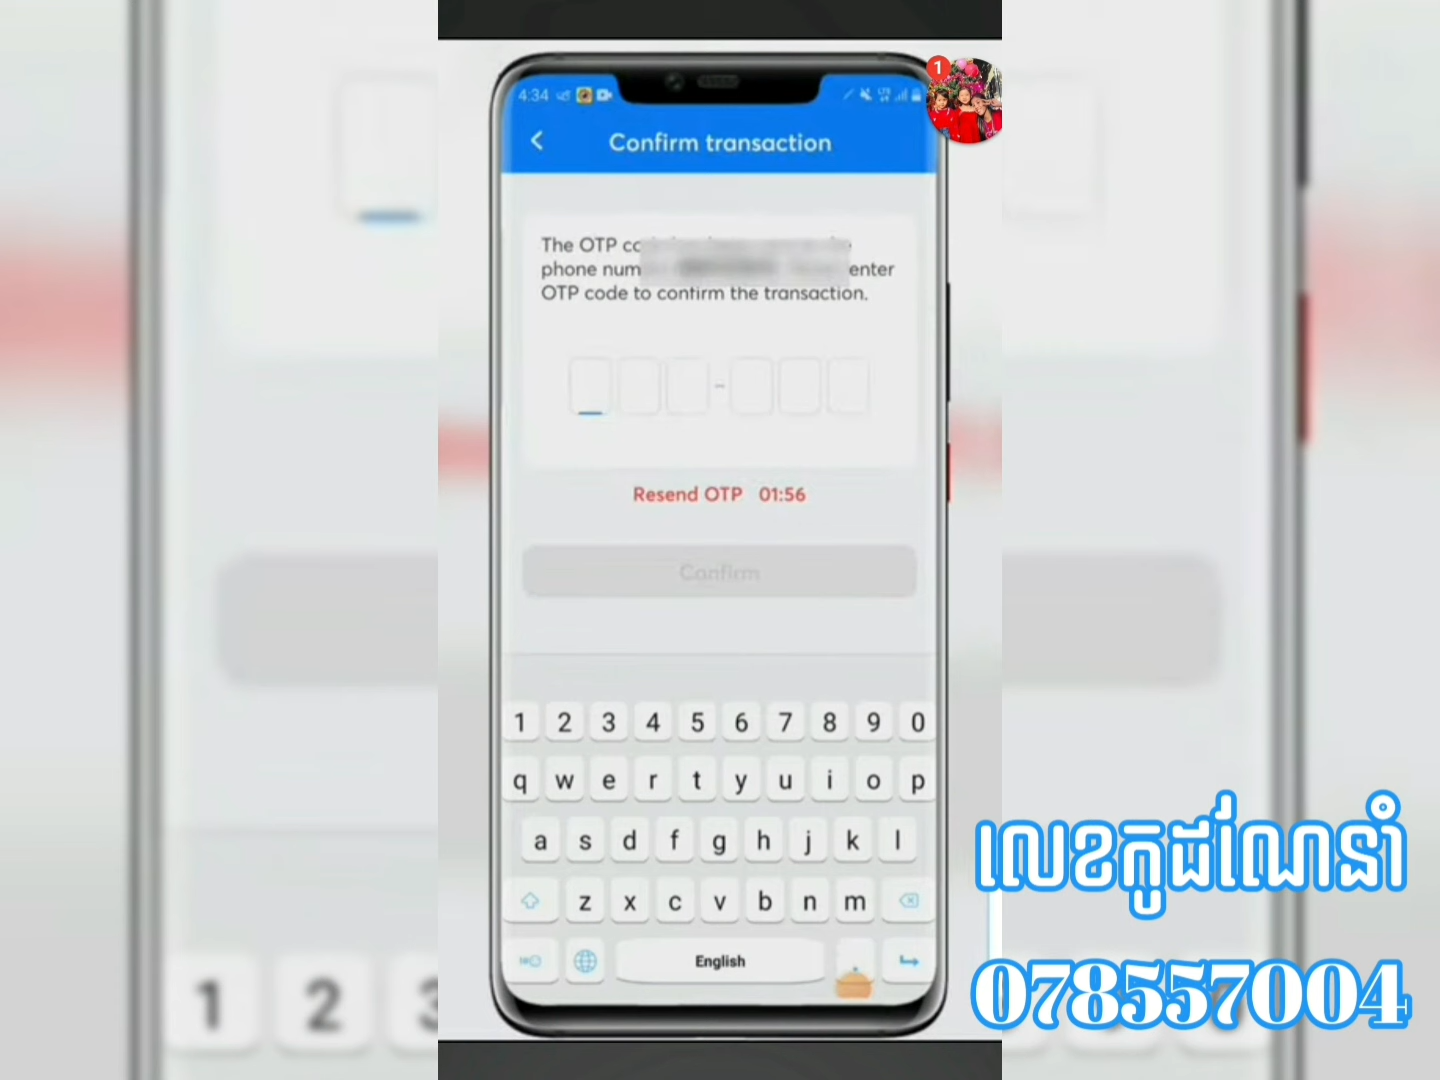 4:34
1
Confirm transaction
The OTP
phone enter
OTP code to confirm the transaction.
Resend OTP 01:56
Confirm
1 2 3 4 5 6 7 8 9 0
q w e r t y u i o p
a s d f g h j k l
z x c v b n m
English
លេខកូដណែនាំ
078557004
1 2 3